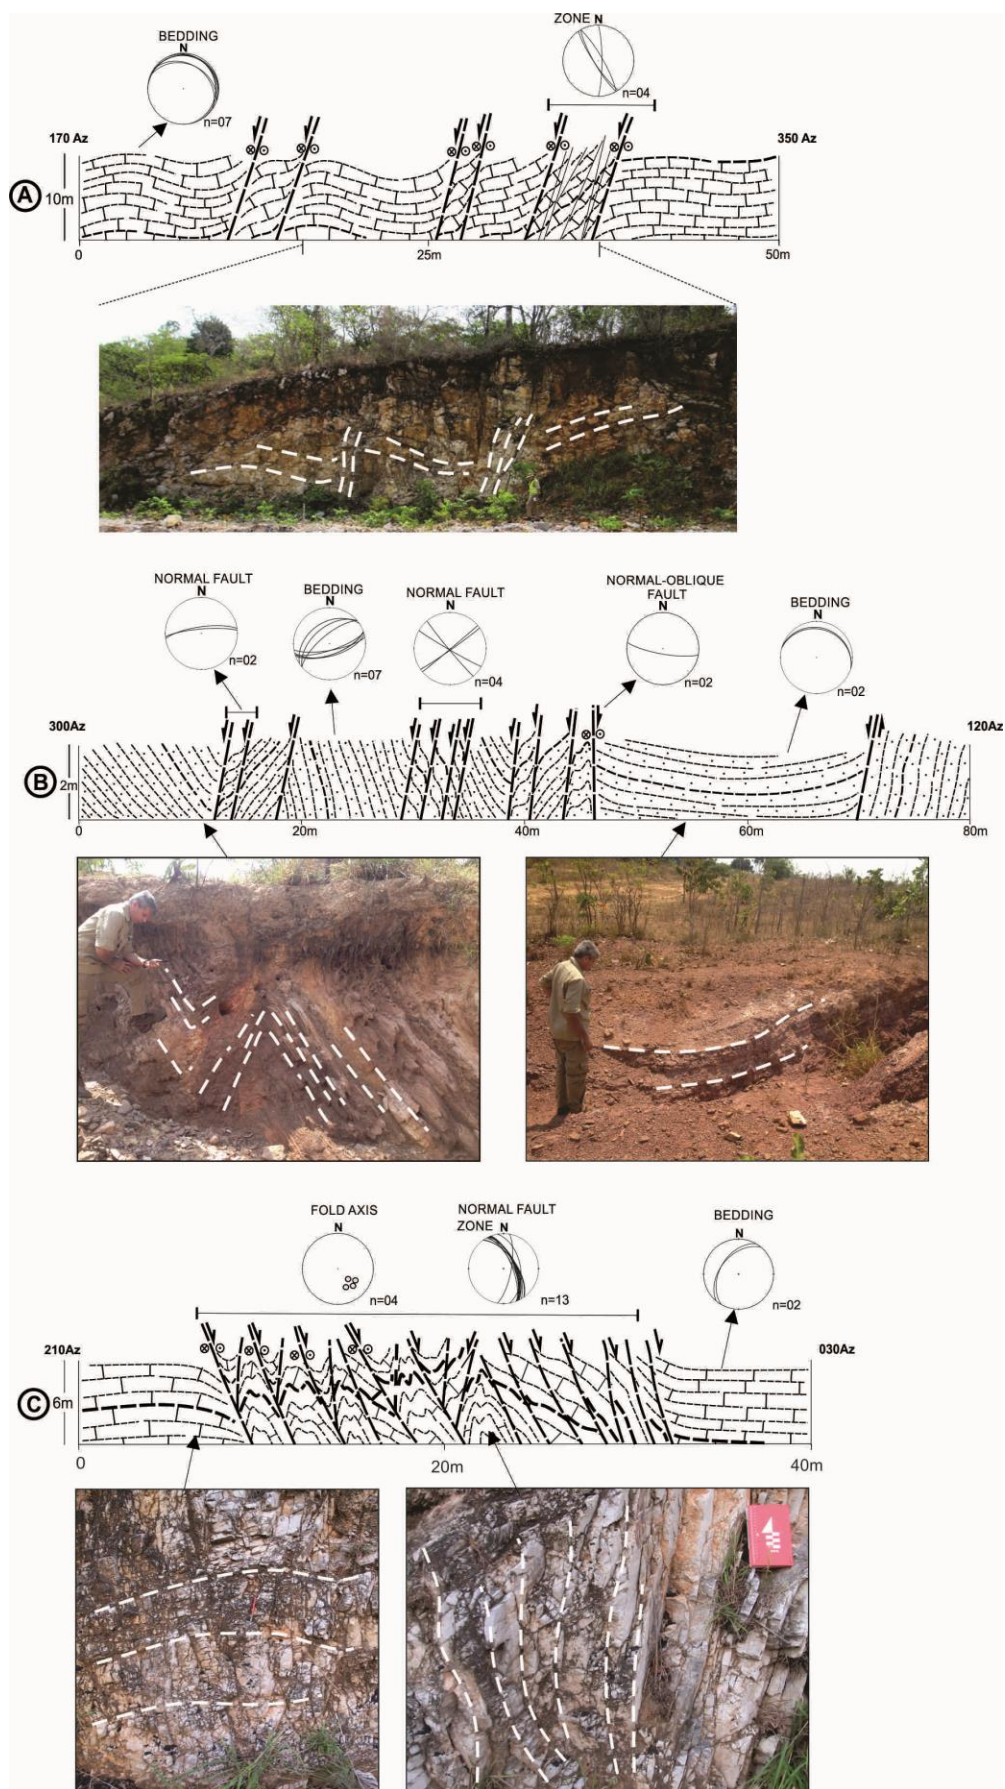 ZONE N
BEDDING
N
n=04
n=07
170 Az
350 Az
A
10m
0
25m
50m
NORMAL FAULT
N
n=02
BEDDING
N
n=07
NORMAL FAULT
N
n=04
NORMAL-OBLIQUE
FAULT
N
n=02
BEDDING
N
n=02
300Az
120Az
B
2m
0
20m
40m
60m
80m
FOLD AXIS
N
n=04
NORMAL FAULT
ZONE N
n=13
BEDDING
N
n=02
210Az
030Az
C
6m
0
20m
40m